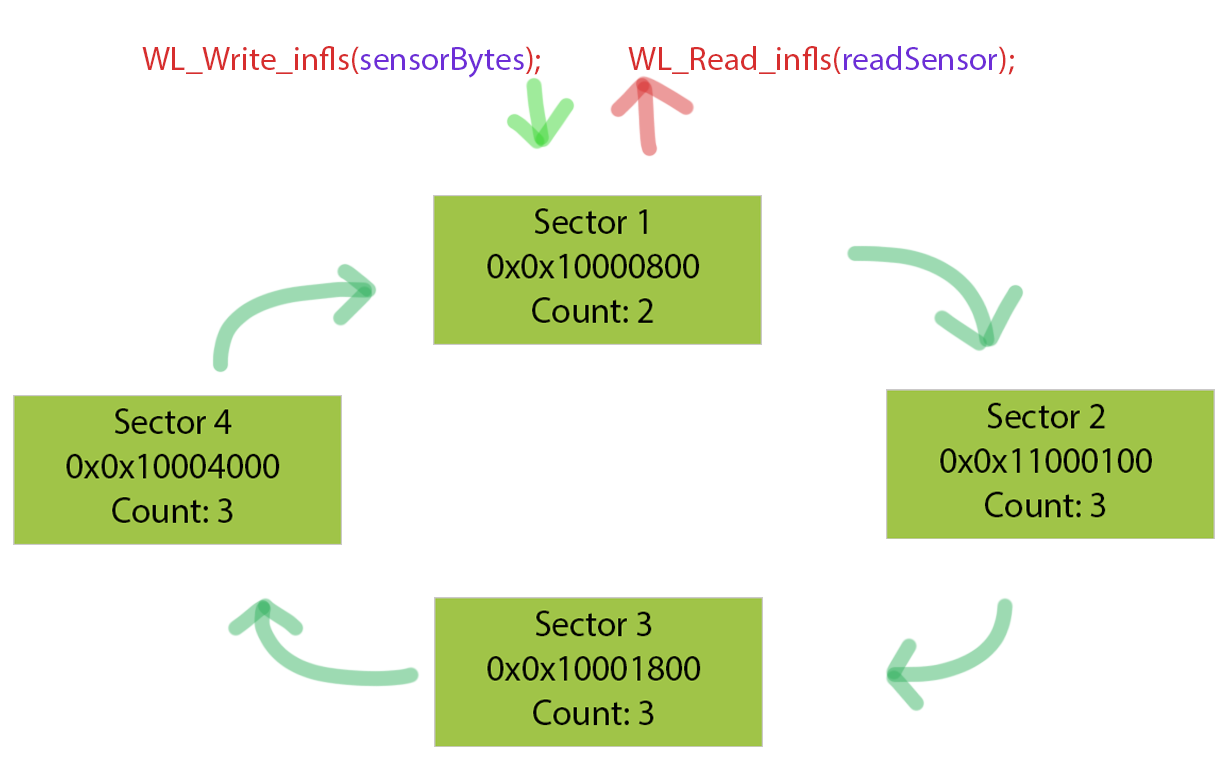 WL_Write_infls(sensorBytes); WL_Read_infls(readSensor);
Sector 1
0x0x10000800
Count: 2
Sector 2
0x0x11000100
Count: 3
Sector 3
0x0x10001800
Count: 3
Sector 4
0x0x10004000
Count: 3